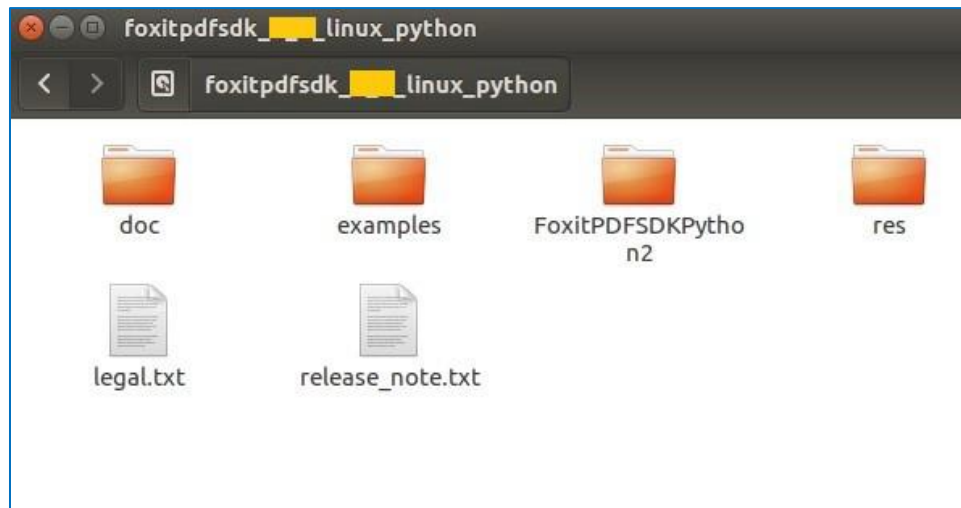 foxitpdfsdk_ _linux_python
foxitpdfsdk_ _ _linux_python
doc
examples
FoxitPDFSDKPytho
n2
res
legal.txt
release_note.txt